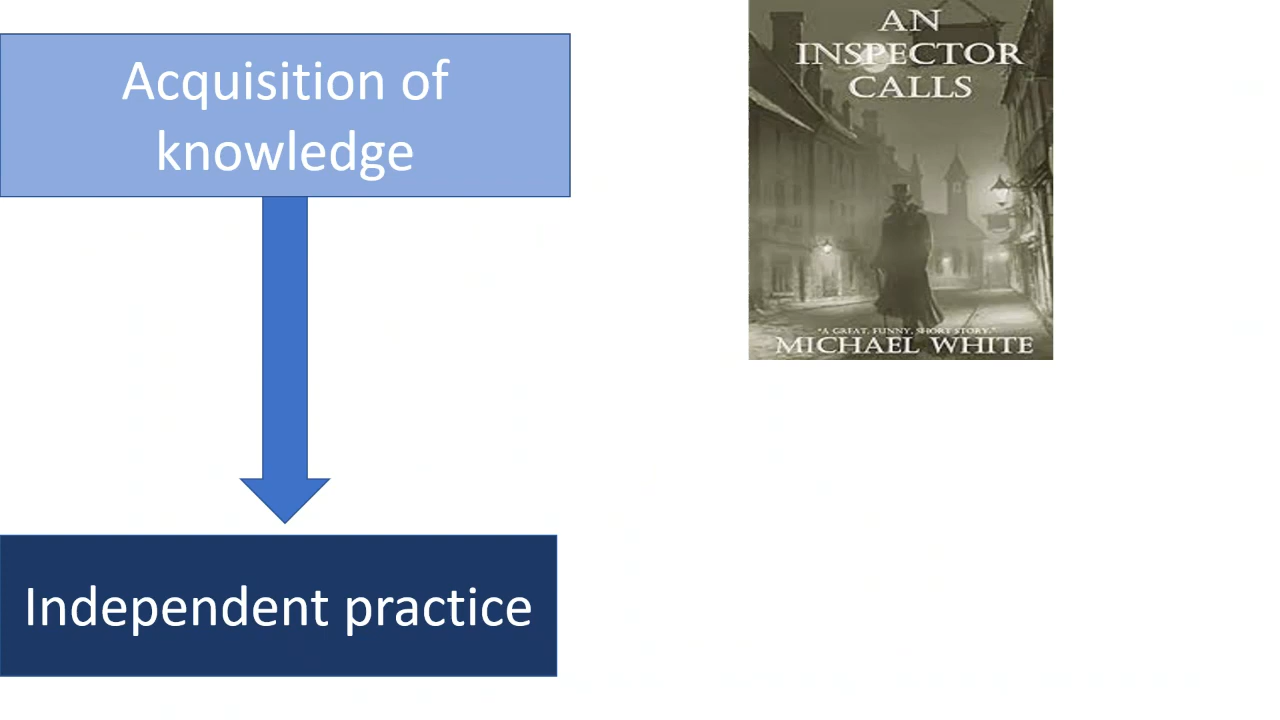 Acquisition of
knowledge
Independent practice
AN
INSPECTOR
CALLS
"A GREAT, FUNNY, SHORT STORY."
MICHAEL WHITE